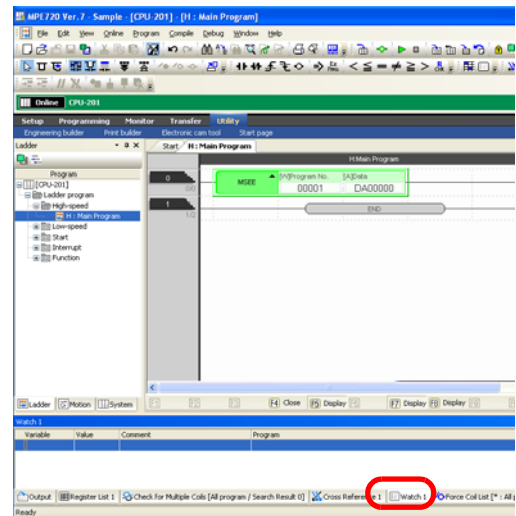 MPE720 Ver.7 - Sample - [CPU-201] - [H : Main Program]
File Edit View Online Program Compile Debug Window Help
Online CPU-201
Setup Programming Monitor Transfer Utility
Engineering builder Print builder Electronic cam tool Start page
Ladder Start H : Main Program
H:Main Program
Program
[CPU-201]
Ladder program
High-speed
H : Main Program
Low-speed
Start
Interrupt
Function
0
0/0
MSEE [W]Program No. [A]Data
00001 DA00000
1
1/0
END
Ladder Motion System F4 Close F5 Display F7 Display F8 Display
Watch 1
Variable Value Comment Program
Output Register List 1 Check for Multiple Coils [All program / Search Result 0] Cross Reference 1 Watch 1 Force Coil List [* : All p
Ready